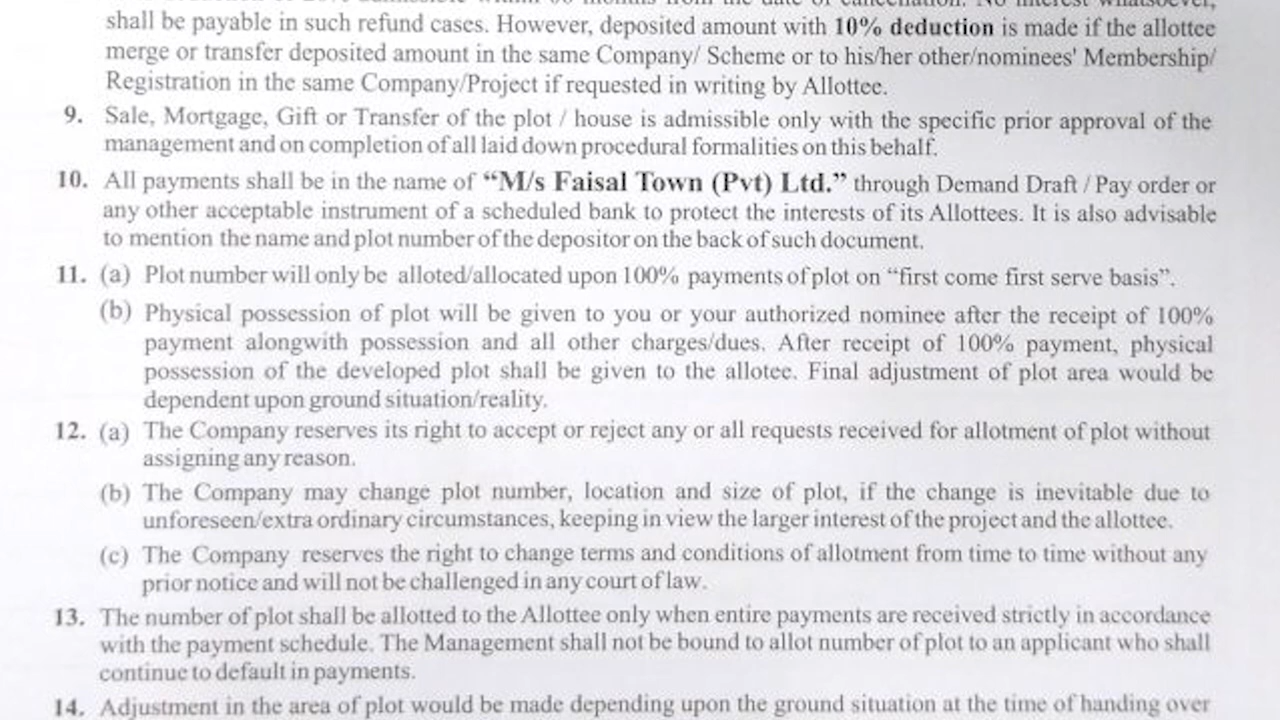 shall be payable in such refund cases. However, deposited amount with 10% deduction is made if the allottee
merge or transfer deposited amount in the same Company/ Scheme or to his/her other/nominees' Membership/
Registration in the same Company/Project if requested in writing by Allottee.
9. Sale, Mortgage, Gift or Transfer of the plot / house is admissible only with the specific prior approval of the
management and on completion of all laid down procedural formalities on this behalf.
10. All payments shall be in the name of “M/s Faisal Town (Pvt) Ltd.” through Demand Draft / Pay order or
any other acceptable instrument of a scheduled bank to protect the interests of its Allottees. It is also advisable
to mention the name and plot number of the depositor on the back of such document.
11. (a) Plot number will only be alloted/allocated upon 100% payments of plot on “first come first serve basis”.
(b) Physical possession of plot will be given to you or your authorized nominee after the receipt of 100%
payment alongwith possession and all other charges/dues. After receipt of 100% payment, physical
possession of the developed plot shall be given to the allotee. Final adjustment of plot area would be
dependent upon ground situation/reality.
12. (a) The Company reserves its right to accept or reject any or all requests received for allotment of plot without
assigning any reason.
(b) The Company may change plot number, location and size of plot, if the change is inevitable due to
unforeseen/extra ordinary circumstances, keeping in view the larger interest of the project and the allottee.
(c) The Company reserves the right to change terms and conditions of allotment from time to time without any
prior notice and will not be challenged in any court of law.
13. The number of plot shall be allotted to the Allottee only when entire payments are received strictly in accordance
with the payment schedule. The Management shall not be bound to allot number of plot to an applicant who shall
continue to default in payments.
14. Adjustment in the area of plot would be made depending upon the ground situation at the time of handing over